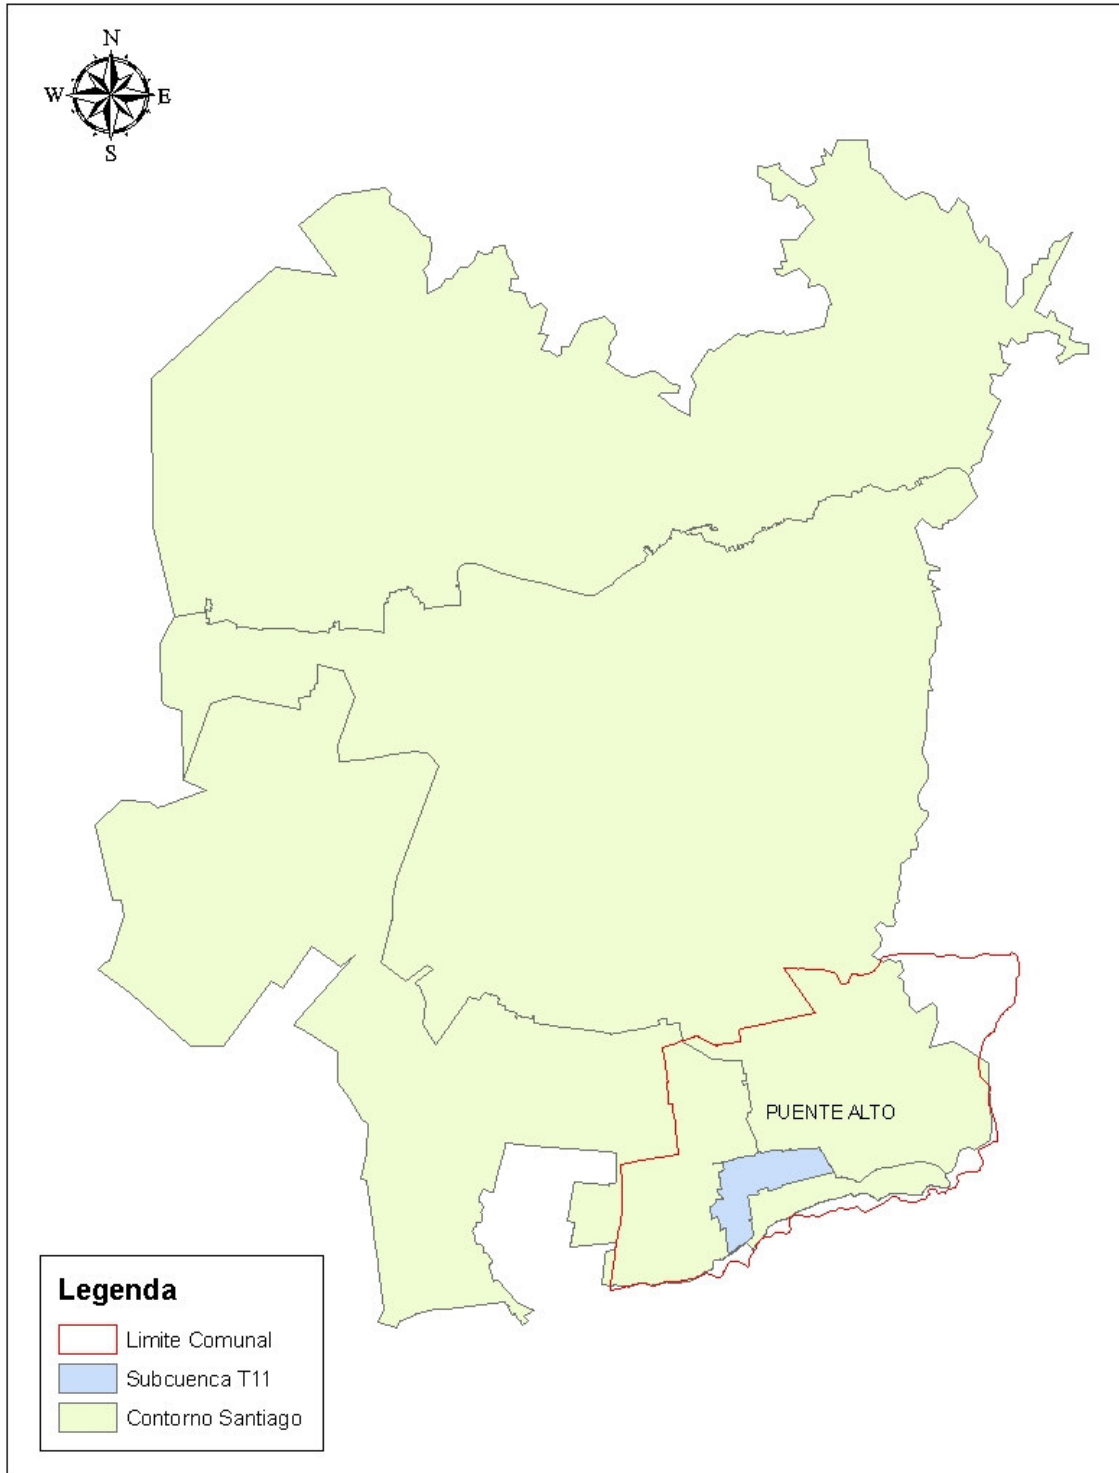 N
W E
S
PUENTE ALTO
Legenda
Limite Comunal
Subcuenca T11
Contorno Santiago